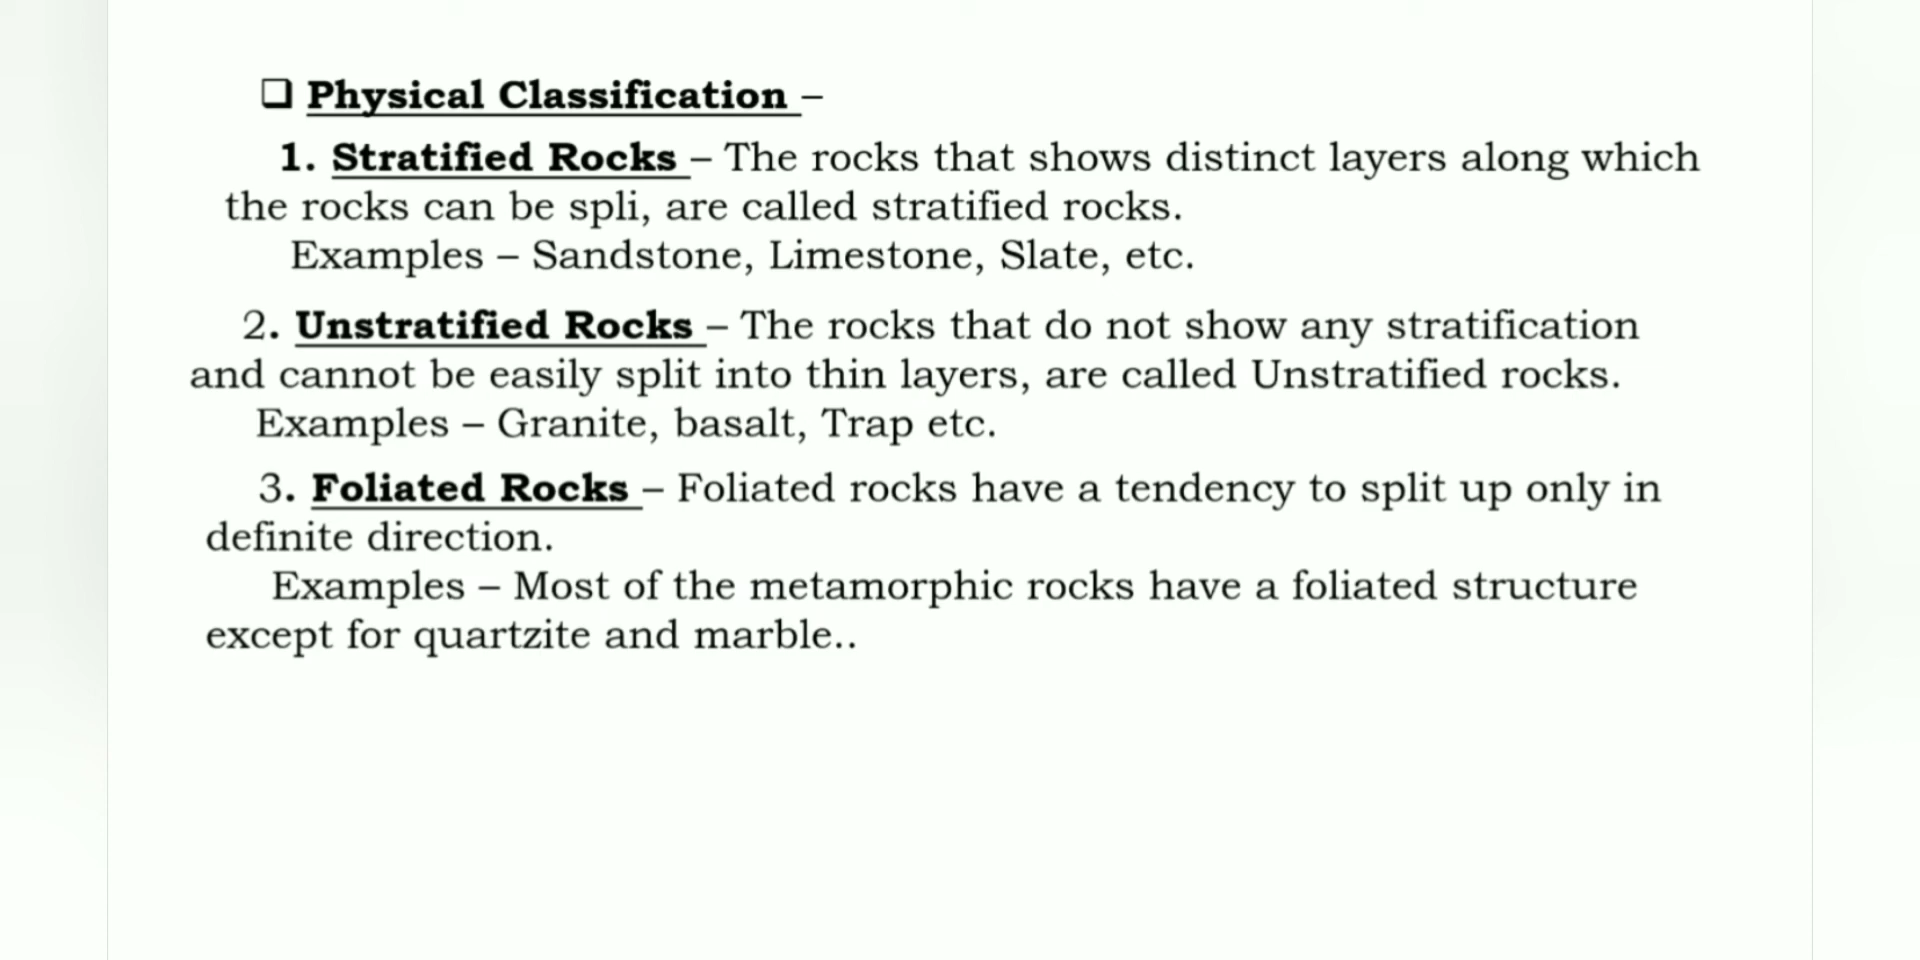 ❑ Physical Classification –
1. Stratified Rocks – The rocks that shows distinct layers along which
the rocks can be spli, are called stratified rocks.
Examples – Sandstone, Limestone, Slate, etc.
2. Unstratified Rocks – The rocks that do not show any stratification
and cannot be easily split into thin layers, are called Unstratified rocks.
Examples – Granite, basalt, Trap etc.
3. Foliated Rocks – Foliated rocks have a tendency to split up only in
definite direction.
Examples – Most of the metamorphic rocks have a foliated structure
except for quartzite and marble..